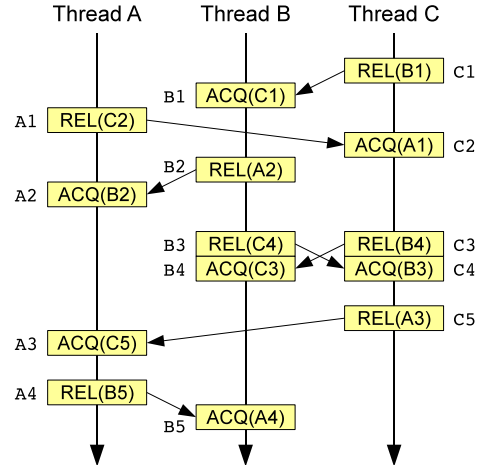 Thread A Thread B Thread C
REL(B1) C1
B1 ACQ(C1)
A1 REL(C2)
ACQ(A1) C2
B2 REL(A2)
A2 ACQ(B2)
B3 REL(C4) REL(B4) C3
B4 ACQ(C3) ACQ(B3) C4
REL(A3) C5
A3 ACQ(C5)
A4 REL(B5)
B5 ACQ(A4)